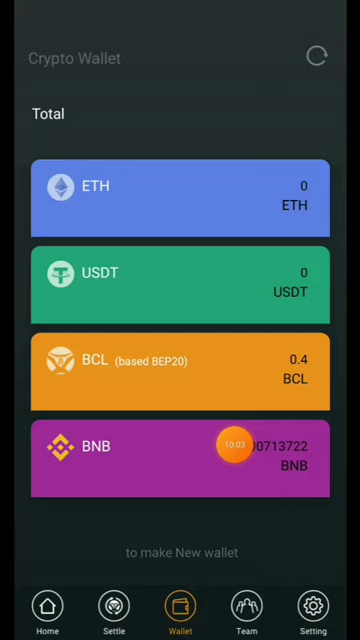 Crypto Wallet
Total
ETH
0
ETH
USDT
0
USDT
BCL (based BEP20)
0.4
BCL
BNB
10:03
00713722
BNB
to make New wallet
Home Settle Wallet Team Setting